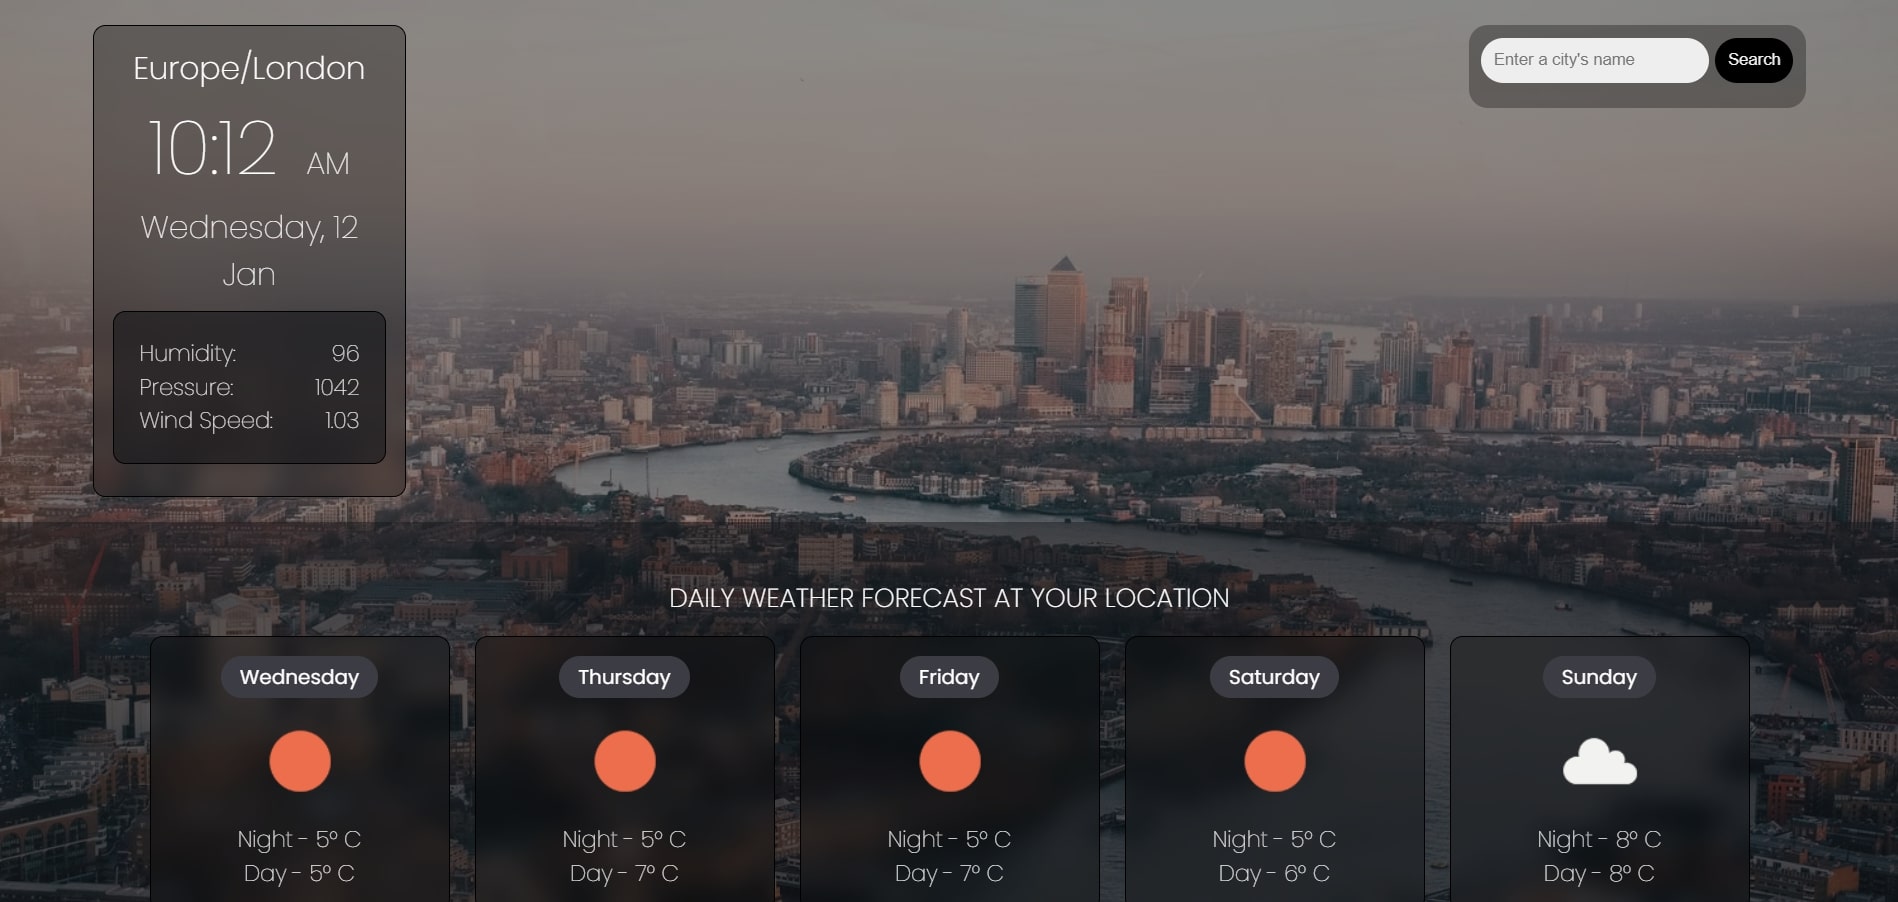 Europe/London
10:12 AM
Wednesday, 12
Jan
Humidity: 96
Pressure: 1042
Wind Speed: 1.03
Enter a city's name Search
DAILY WEATHER FORECAST AT YOUR LOCATION
Wednesday
Night - 5° C
Day - 5° C
Thursday
Night - 5° C
Day - 7° C
Friday
Night - 5° C
Day - 7° C
Saturday
Night - 5° C
Day - 6° C
Sunday
Night - 8° C
Day - 8° C